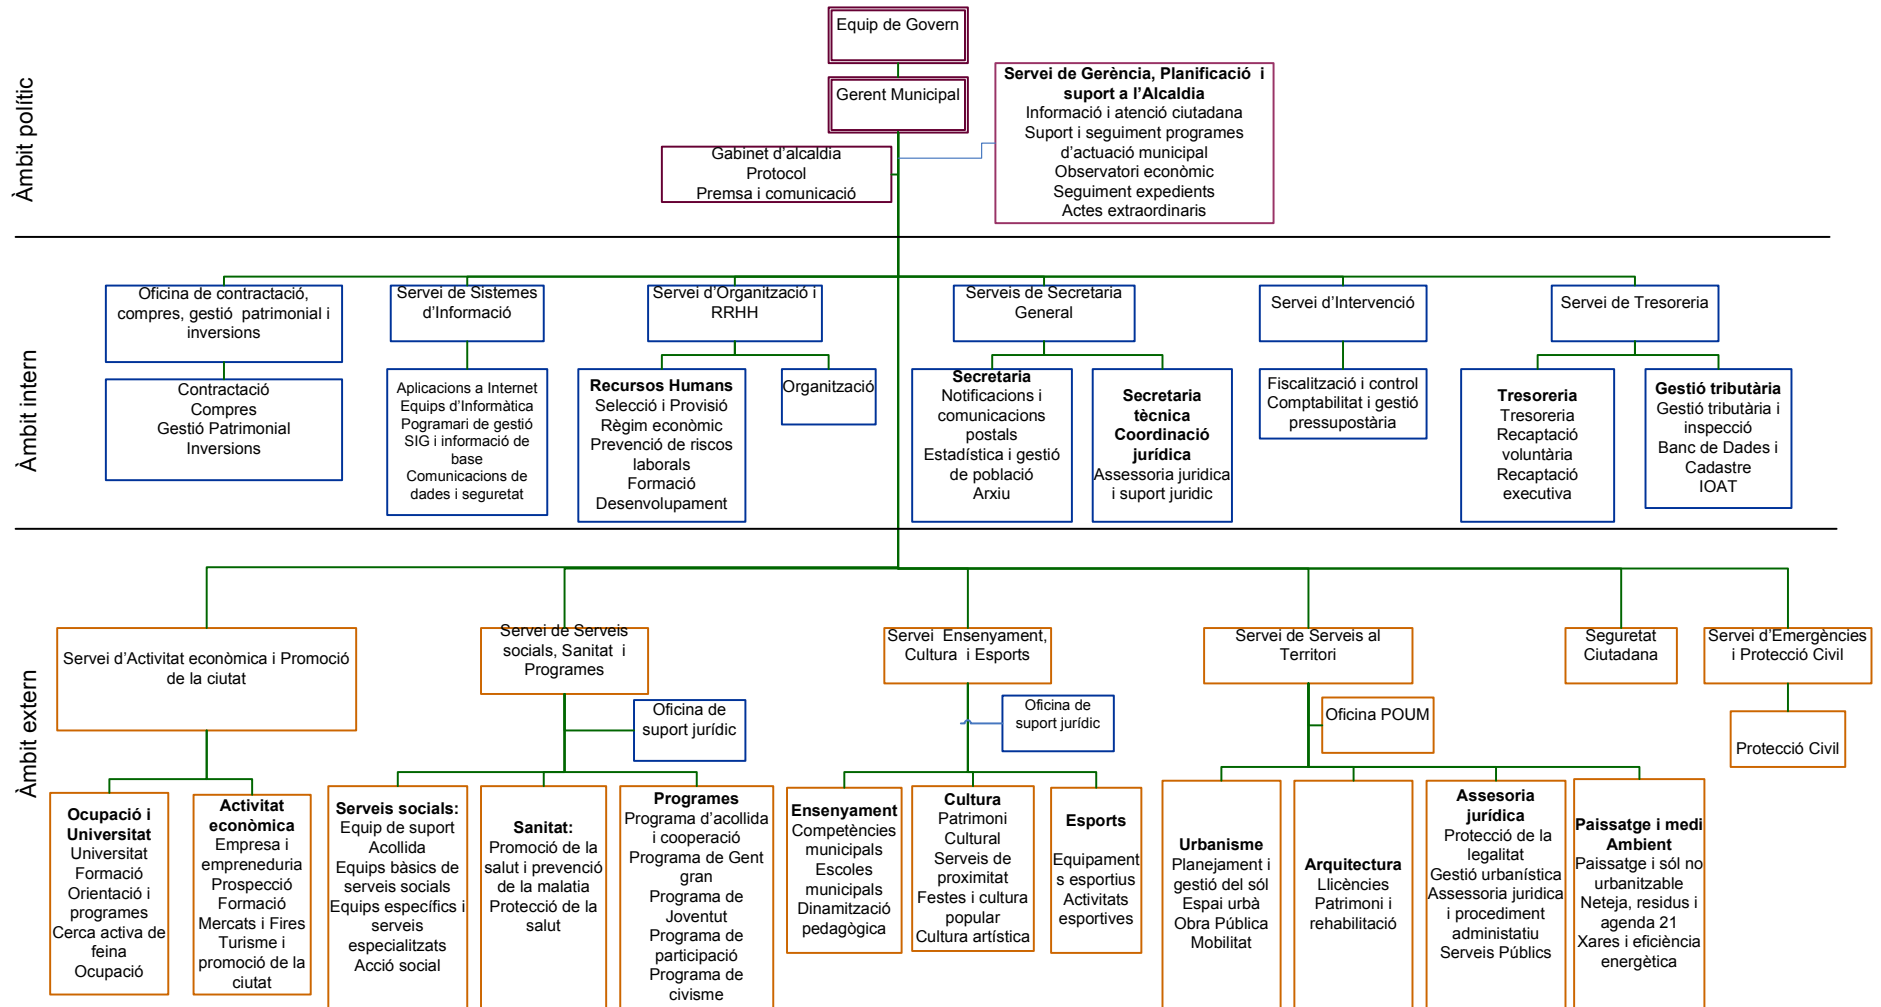 Equip de Govern
Gerent Municipal
Àmbit polític
Servei de Gerència, Planificació i
suport a l'Alcaldia
Informació i atenció ciutadana
Suport i seguiment programes
d'actuació municipal
Observatori econòmic
Seguiment expedients
Actes extraordinaris
Gabinet d'alcaldia
Protocol
Premsa i comunicació
Àmbit intern
Oficina de contractació,
compres, gestió patrimonial i
inversions
Contractació
Compres
Gestió Patrimonial
Inversions
Servei de Sistemes
d'Informació
Aplicacions a Internet
Equips d'Informàtica
Pogramari de gestió
SIG i informació de
base
Comunicacions de
dades i seguretat
Servei d'Organització i
RRHH
Recursos Humans
Selecció i Provisió
Règim econòmic
Prevenció de riscos
laborals
Formació
Desenvolupament
Organització
Serveis de Secretaria
General
Secretaria
Notificacions i
comunicacions
postals
Estadística i gestió
de població
Arxiu
Secretaria
tècnica
Coordinació
jurídica
Assessoria juridica
i suport juridic
Servei d'Intervenció
Fiscalització i control
Comptabilitat i gestió
pressupostària
Servei de Tresoreria
Tresoreria
Tresoreria
Recaptació
voluntària
Recaptació
executiva
Gestió tributària
Gestió tributària i
inspecció
Banc de Dades i
Cadastre
IOAT
Àmbit extern
Servei d'Activitat econòmica i Promoció
de la ciutat
Ocupació i
Universitat
Universitat
Formació
Orientació i
programes
Cerca activa de
feina
Ocupació
Activitat
econòmica
Empresa i
empreneduria
Prospecció
Formació
Mercats i Fires
Turisme i
promoció de la
ciutat
Servei de Serveis
socials, Sanitat i
Programes
Oficina de
suport jurídic
Serveis socials:
Equip de suport
Acollida
Equips bàsics de
serveis socials
Equips específics i
serveis
especialitzats
Acció social
Sanitat:
Promoció de la
salut i prevenció
de la malatia
Protecció de la
salut
Programes
Programa d'acollida
i cooperació
Programa de Gent
gran
Programa de
Joventut
Programa de
participació
Programa de
civisme
Servei Ensenyament,
Cultura i Esports
Oficina de
suport jurídic
Ensenyament
Competències
municipals
Escoles
municipals
Dinamització
pedagògica
Cultura
Patrimoni
Cultural
Serveis de
proximitat
Festes i cultura
popular
Cultura artística
Esports
Equipament
s esportius
Activitats
esportives
Servei de Serveis al
Territori
Oficina POUM
Urbanisme
Planejament i
gestió del sól
Espai urbà
Obra Pública
Mobilitat
Arquitectura
Llicències
Patrimoni i
rehabilitació
Assesoria
jurídica
Protecció de la
legalitat
Gestió urbanística
Assessoria juridica
i procediment
administatiu
Serveis Públics
Paissatge i medi
Ambient
Paissatge i sól no
urbanitzable
Neteja, residus i
agenda 21
Xares i eficiència
energètica
Seguretat
Ciutadana
Servei d'Emergències
i Protecció Civil
Protecció Civil